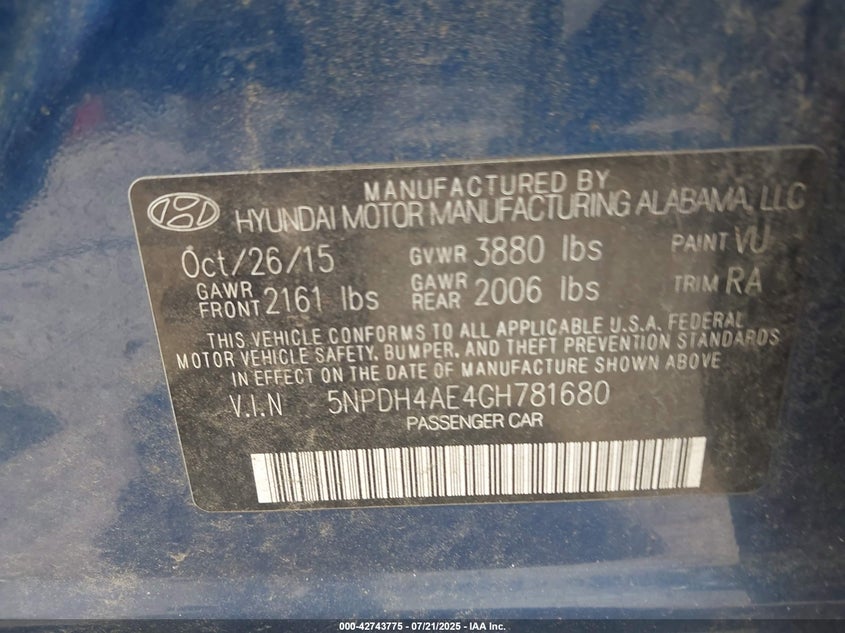 MANUFACTURED BY
HYUNDAI MOTOR MANUFACTURING ALABAMA, LLC
Oct/26/15 GVWR 3880 lbs PAINT VU
GAWR FRONT 2161 lbs GAWR REAR 2006 lbs TRIM RA
THIS VEHICLE CONFORMS TO ALL APPLICABLE U.S.A. FEDERAL
MOTOR VEHICLE SAFETY, BUMPER, AND THEFT PREVENTION STANDARDS
IN EFFECT ON THE DATE OF MANUFACTURE SHOWN ABOVE
V.I.N 5NPDH4AE4GH781680
PASSENGER CAR
000-42743775 - 07/21/2025 - IAA Inc.